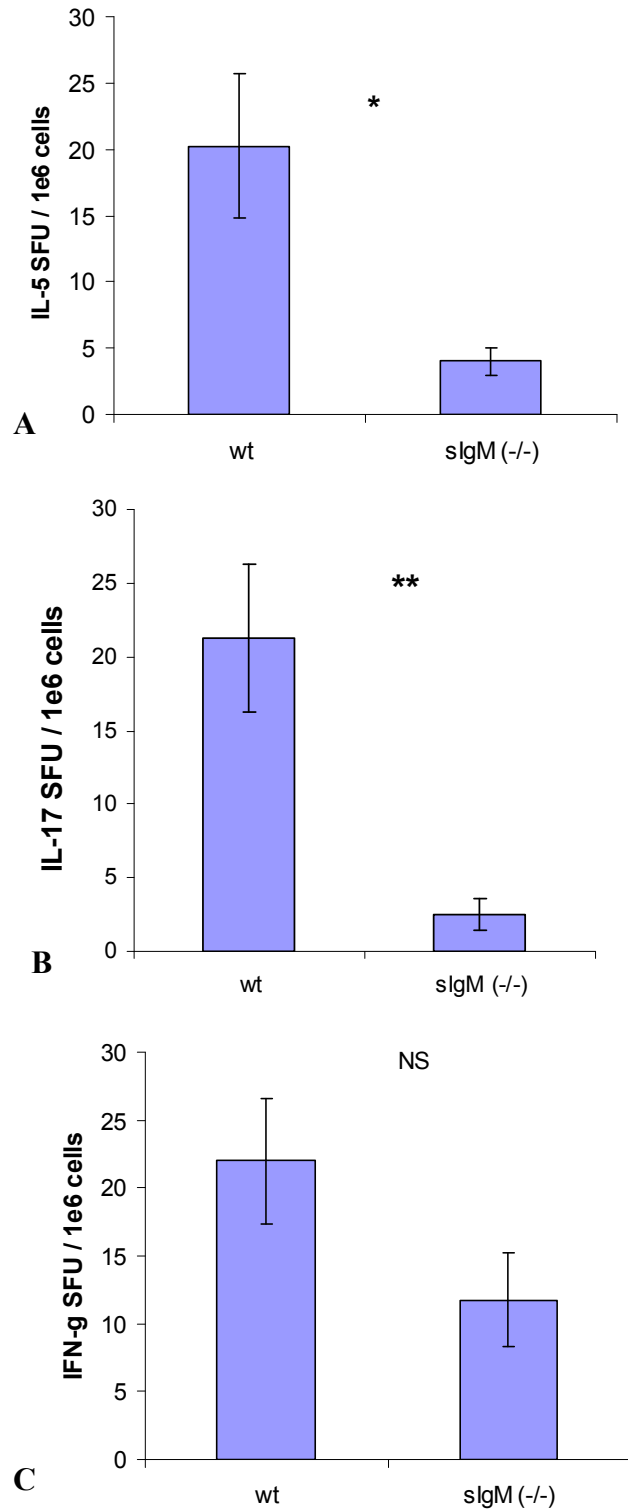 30
25
20
15
10
5
0
IL-5 SFU / 1e6 cells
*
wt
sIgM (-/-)
A
30
25
20
15
10
5
0
IL-17 SFU / 1e6 cells
**
wt
sIgM (-/-)
B
30
25
20
15
10
5
0
IFN-g SFU / 1e6 cells
NS
wt
sIgM (-/-)
C